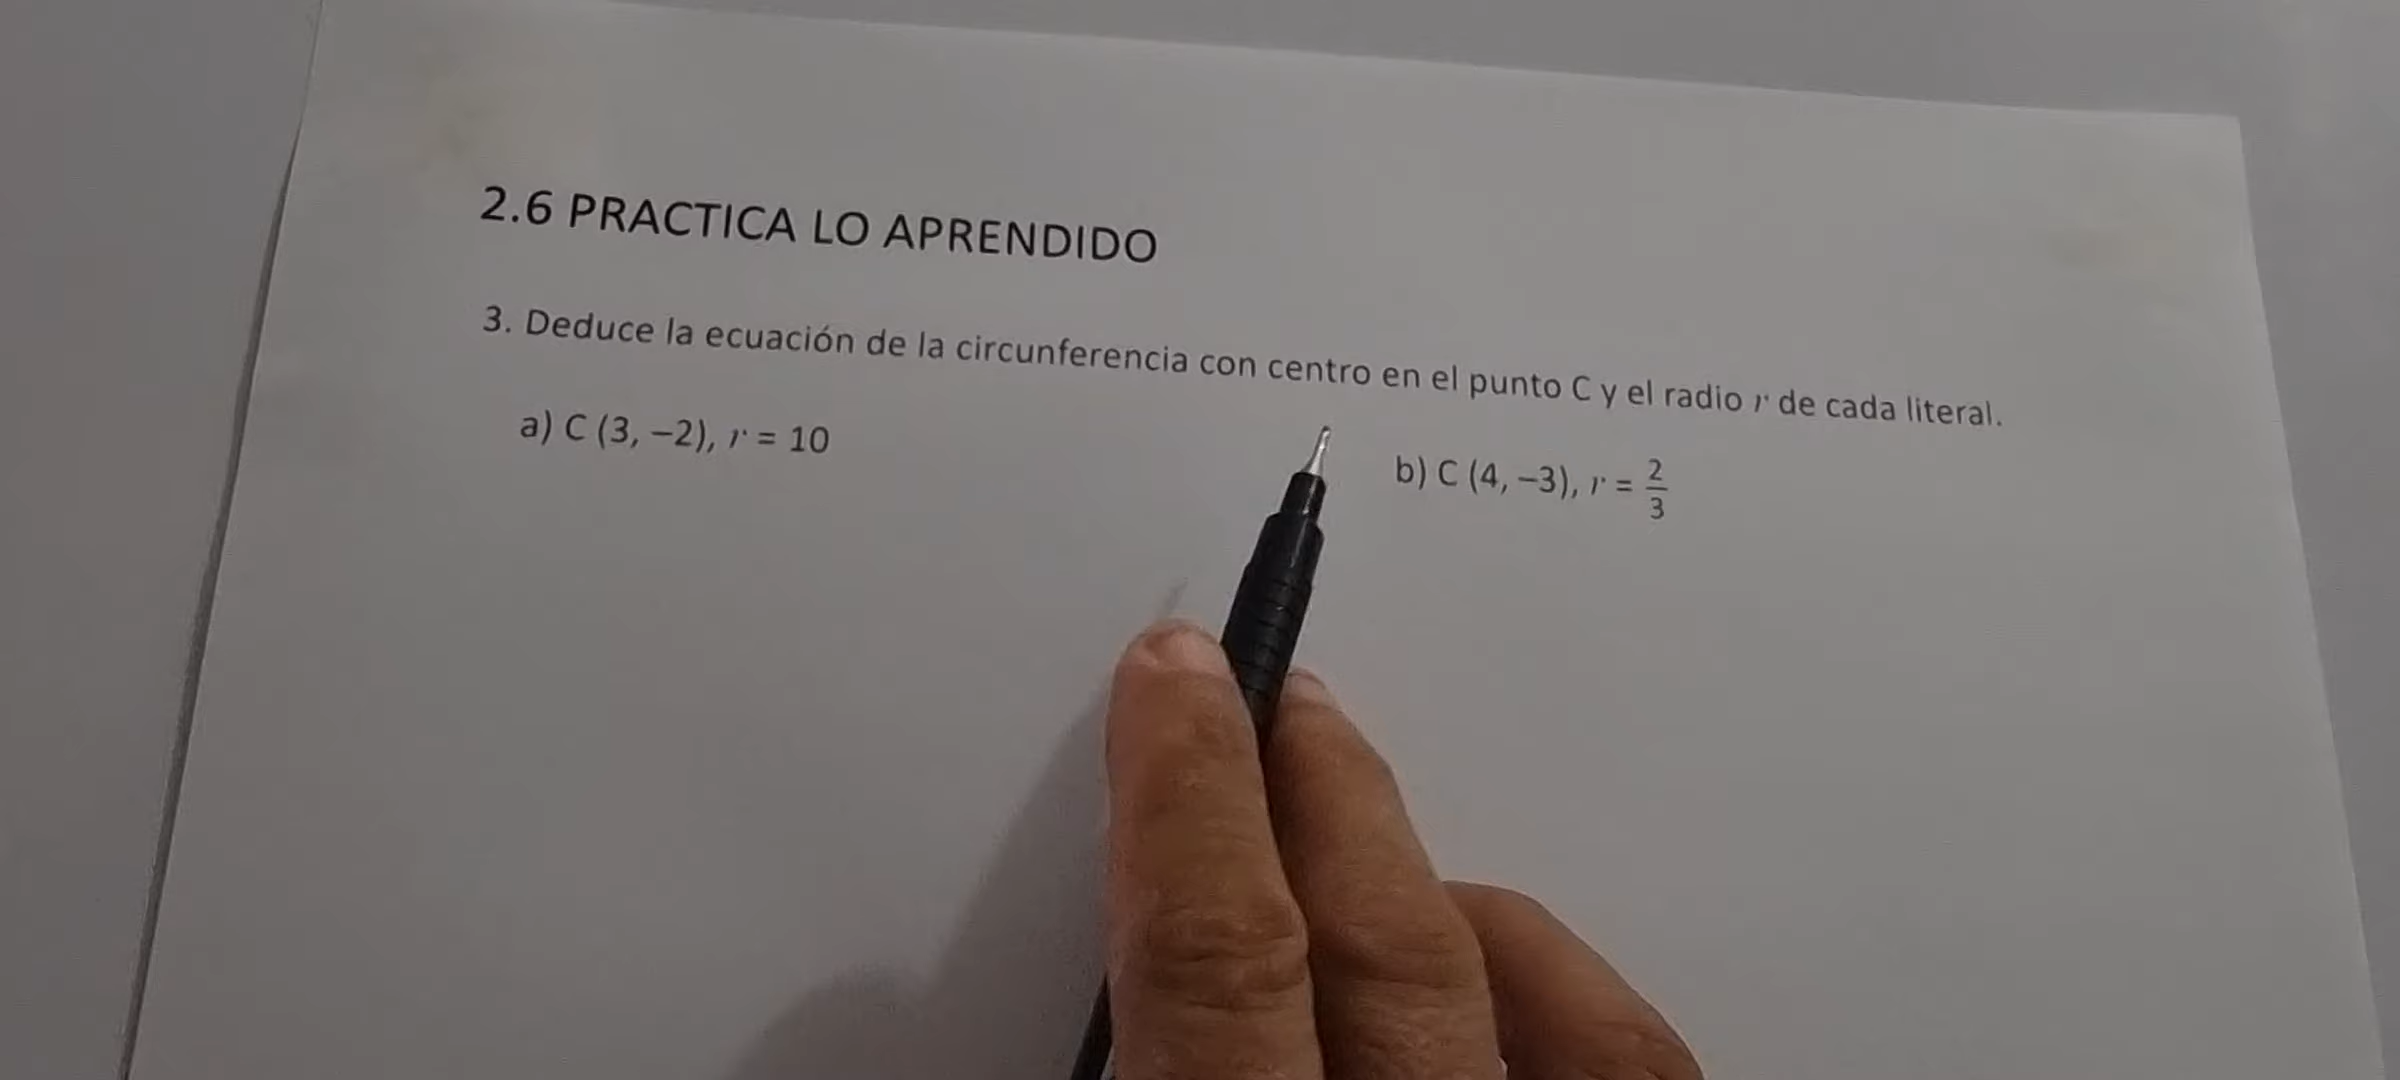 2.6 PRACTICA LO APRENDIDO
3. Deduce la ecuación de la circunferencia con centro en el punto C y el radio r de cada literal.
a) C (3, −2), r = 10
b) C (4, −3), r = 2/3